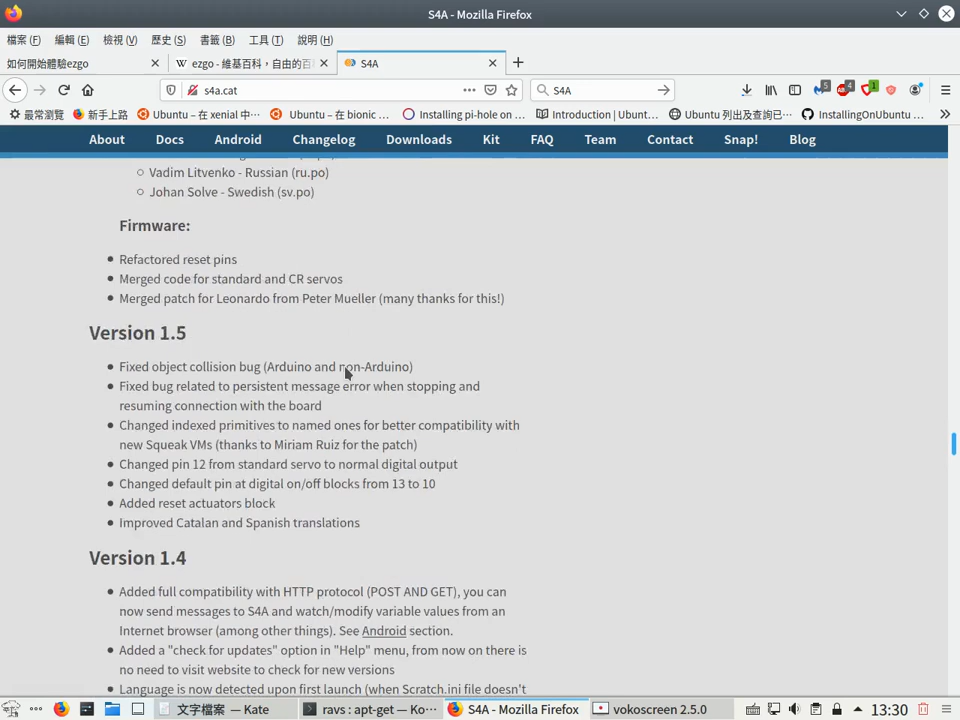 S4A - Mozilla Firefox
檔案 (F) 編輯 (E) 檢視 (V) 歷史 (S) 書籤 (B) 工具 (T) 說明 (H)
如何開始體驗ezgo ezgo - 維基百科，自由的百 S4A
s4a.cat S4A
最常瀏覽 新手上路 Ubuntu – 在 xenial 中… Ubuntu – 在 bionic … Installing pi-hole on … Introduction | Ubunt… Ubuntu 列出及查詢已… InstallingOnUbuntu …
About Docs Android Changelog Downloads Kit FAQ Team Contact Snap! Blog
Vadim Litvenko - Russian (ru.po)
Johan Solve - Swedish (sv.po)
Firmware:
Refactored reset pins
Merged code for standard and CR servos
Merged patch for Leonardo from Peter Mueller (many thanks for this!)
Version 1.5
Fixed object collision bug (Arduino and non-Arduino)
Fixed bug related to persistent message error when stopping and
resuming connection with the board
Changed indexed primitives to named ones for better compatibility with
new Squeak VMs (thanks to Miriam Ruiz for the patch)
Changed pin 12 from standard servo to normal digital output
Changed default pin at digital on/off blocks from 13 to 10
Added reset actuators block
Improved Catalan and Spanish translations
Version 1.4
Added full compatibility with HTTP protocol (POST AND GET), you can
now send messages to S4A and watch/modify variable values from an
Internet browser (among other things). See Android section.
Added a "check for updates" option in "Help" menu, from now on there is
no need to visit website to check for new versions
Language is now detected upon first launch (when Scratch.ini file doesn't
文字檔案 — Kate ravs : apt-get — Ko… S4A - Mozilla Firefox vokoscreen 2.5.0 13:30